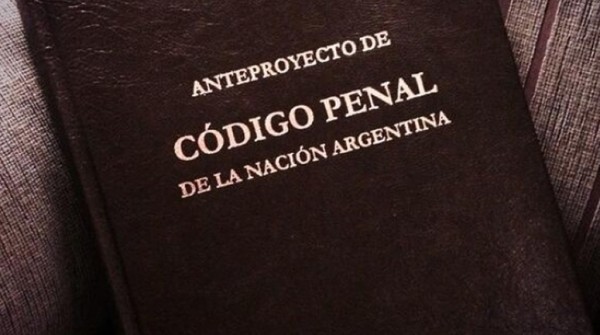 ANTEPROYECTO DE
CÓDIGO PENAL
DE LA NACIÓN ARGENTINA